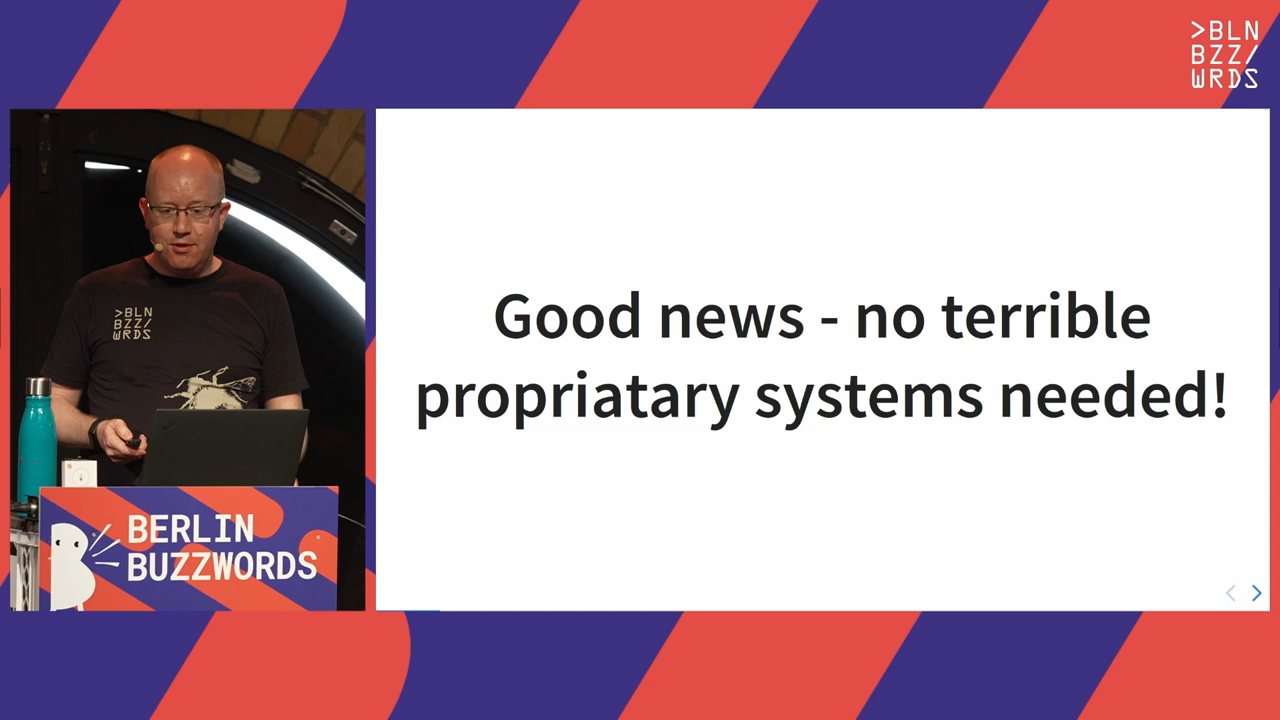 >BLN
BZZ/
WRDS
>BLN
BZZ/
WRDS
Good news - no terrible
propriatary systems needed!
BERLIN
BUZZWORDS